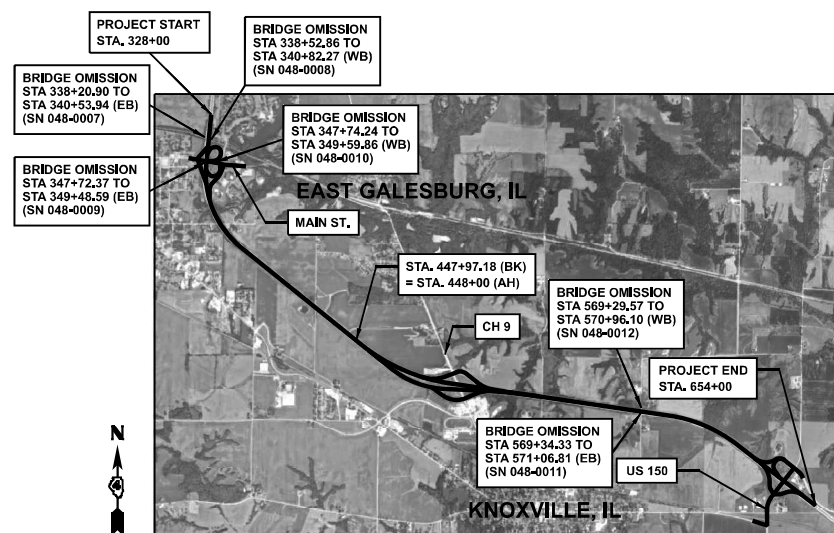 PROJECT START
STA. 328+00
BRIDGE OMISSION
STA 338+52.86 TO
STA 340+82.27 (WB)
(SN 048-0008)
BRIDGE OMISSION
STA 338+20.90 TO
STA 340+53.94 (EB)
(SN 048-0007)
BRIDGE OMISSION
STA 347+74.24 TO
STA 349+59.86 (WB)
(SN 048-0010)
BRIDGE OMISSION
STA 347+72.37 TO
STA 349+48.59 (EB)
(SN 048-0009)
EAST GALESBURG, IL
MAIN ST.
STA. 447+97.18 (BK)
= STA. 448+00 (AH)
BRIDGE OMISSION
STA 569+29.57 TO
STA 570+96.10 (WB)
(SN 048-0012)
CH 9
PROJECT END
STA. 654+00
BRIDGE OMISSION
STA 569+34.33 TO
STA 571+06.81 (EB)
(SN 048-0011)
US 150
KNOXVILLE, IL
N
4